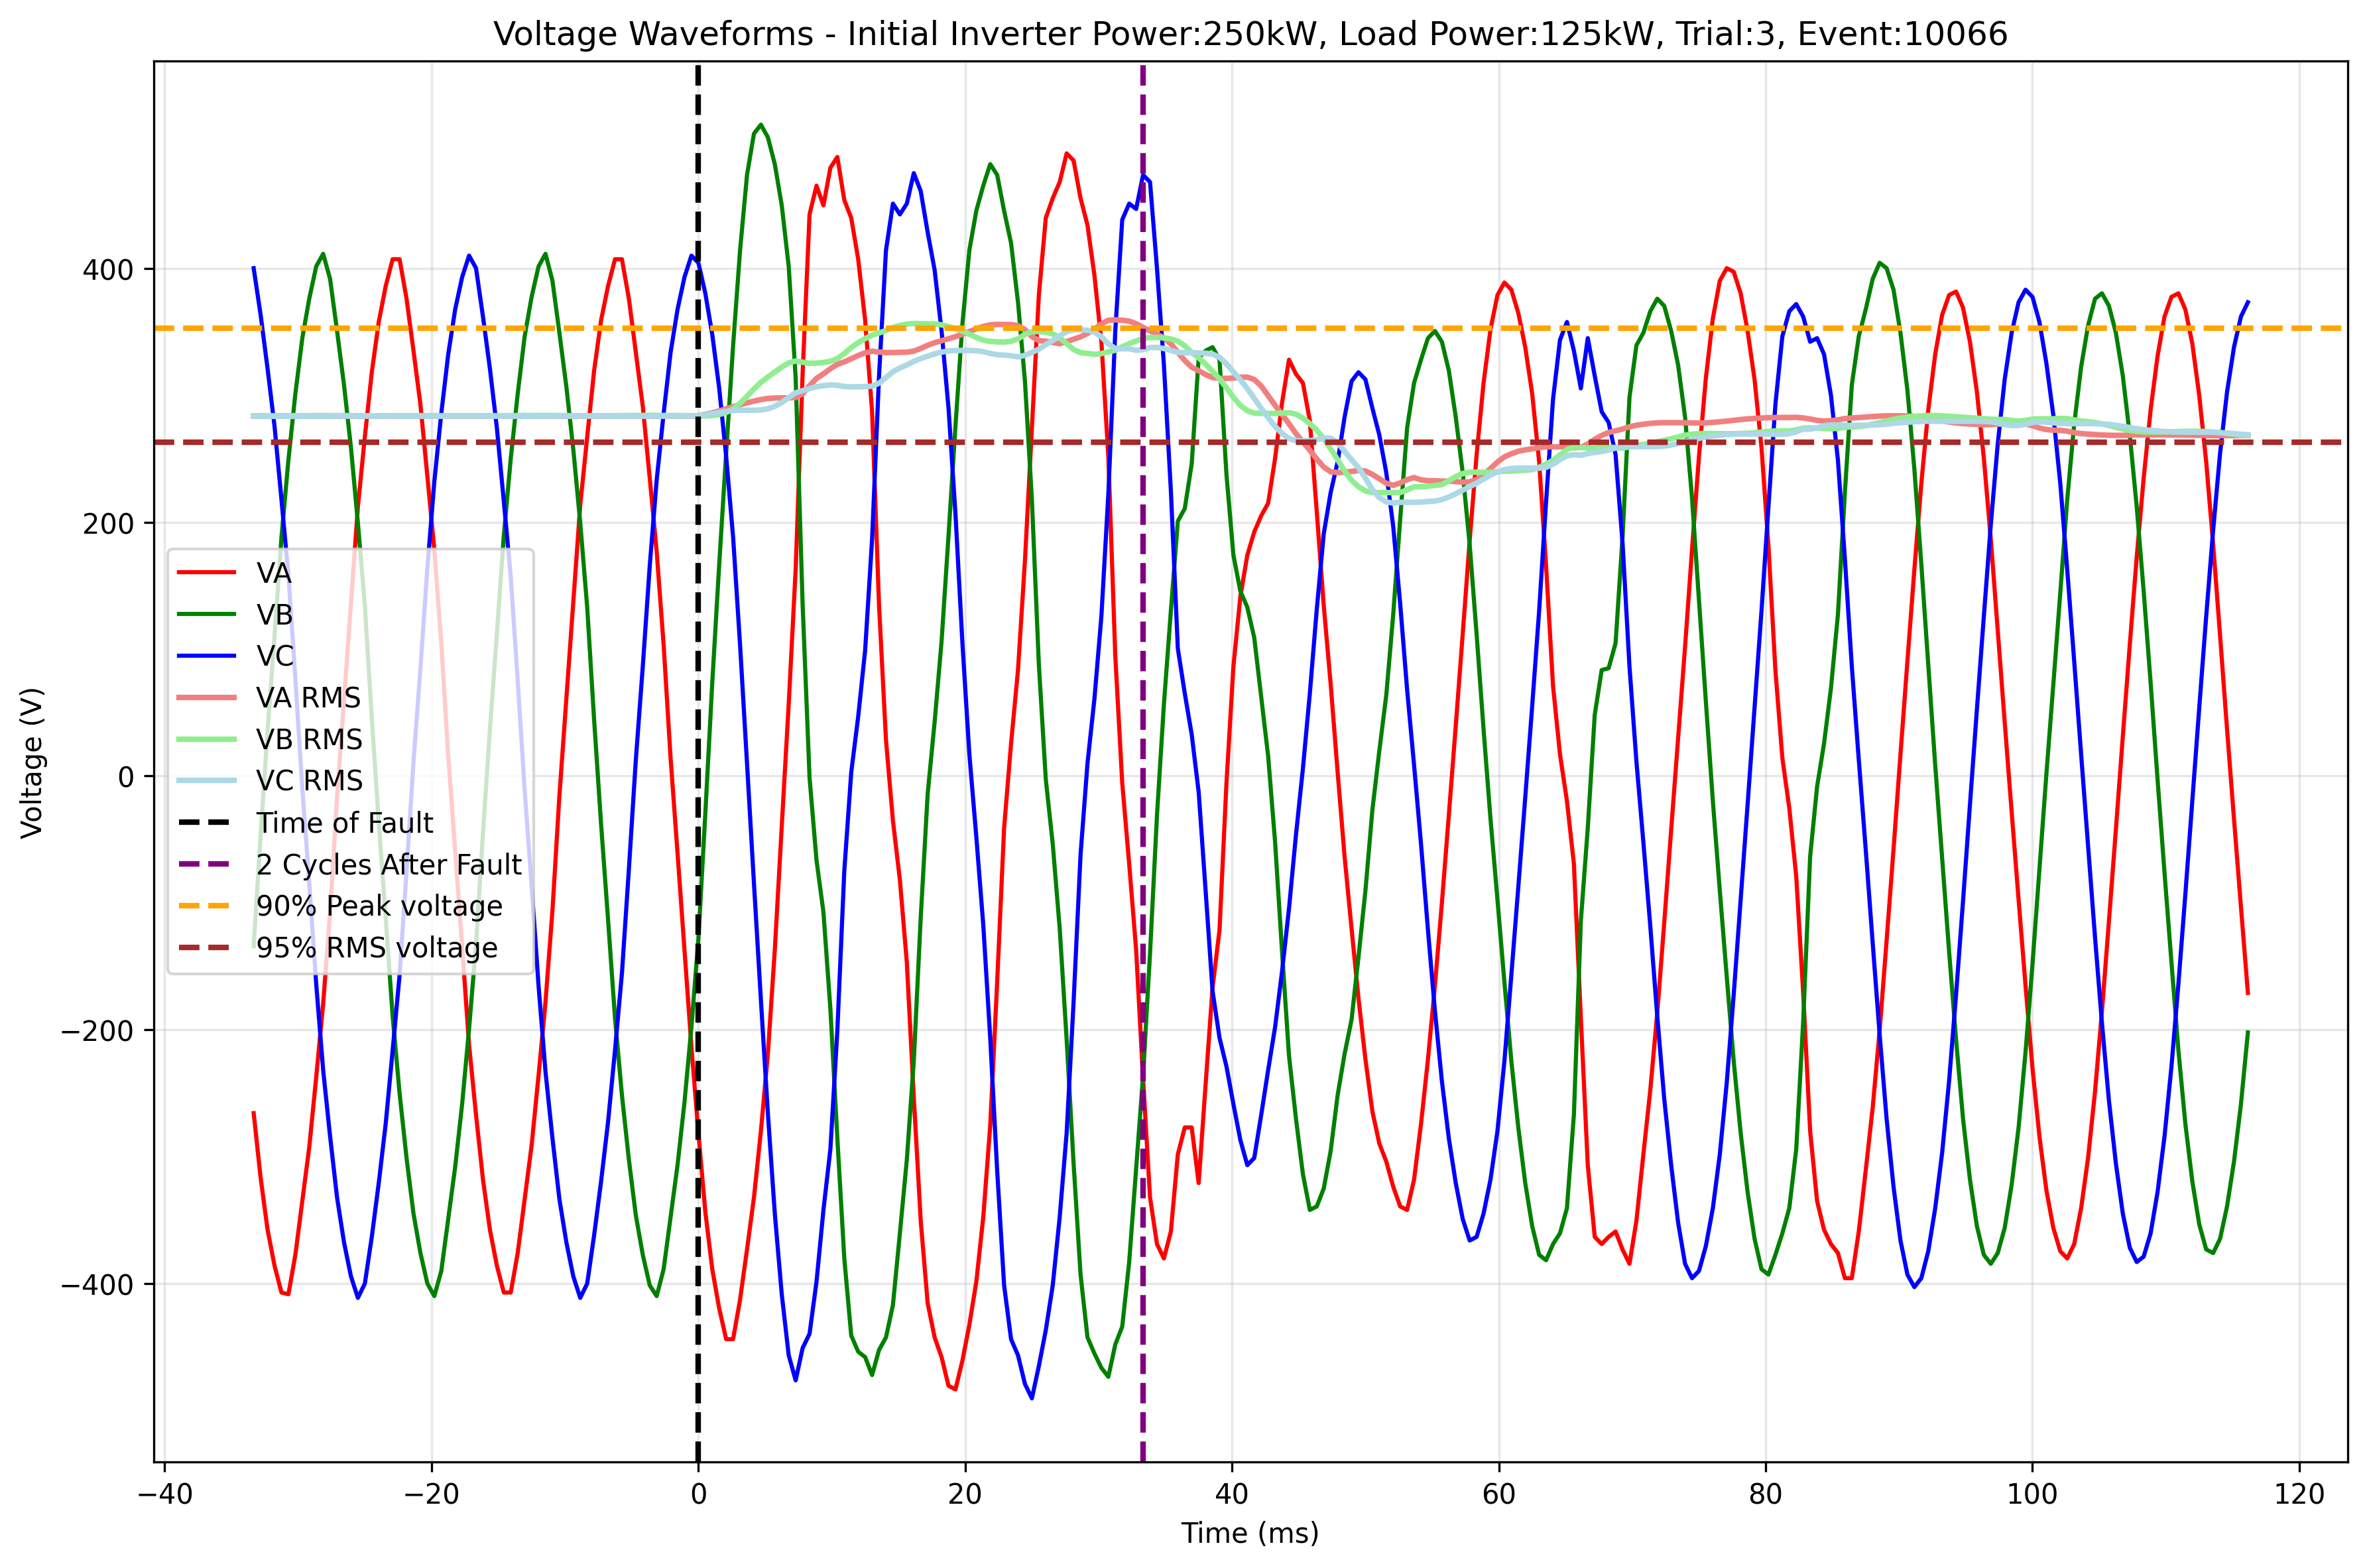 Voltage Waveforms - Initial Inverter Power:250kW, Load Power:125kW, Trial:3, Event:10066
Voltage (V)
400
200
0
−200
−400
VA
VB
VC
VA RMS
VB RMS
VC RMS
Time of Fault
2 Cycles After Fault
90% Peak voltage
95% RMS voltage
−40
−20
0
20
40
60
80
100
120
Time (ms)